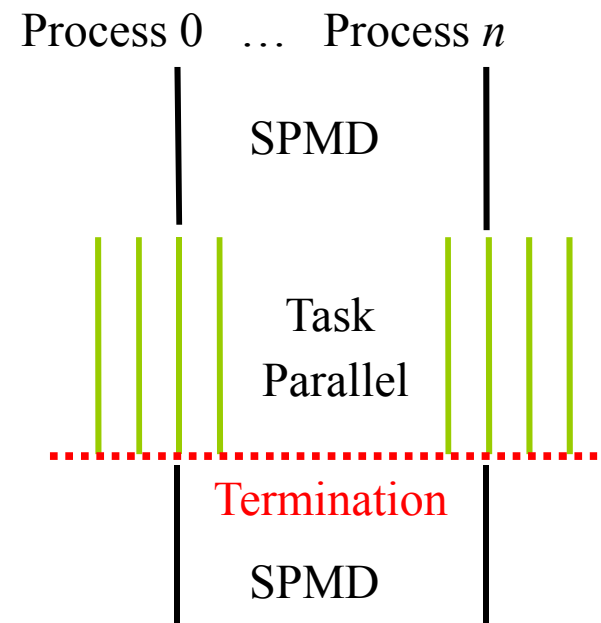 Process 0 … Process n
SPMD
Task
Parallel
Termination
SPMD